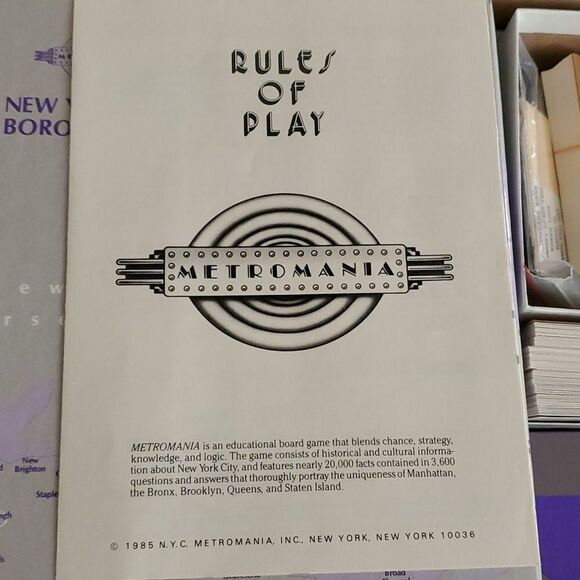 RULES
OF
PLAY
METROMANIA
METROMANIA is an educational board game that blends chance, strategy,
knowledge, and logic. The game consists of historical and cultural informa-
tion about New York City, and features nearly 20,000 facts contained in 3,600
questions and answers that thoroughly portray the uniqueness of Manhattan,
the Bronx, Brooklyn, Queens, and Staten Island.
© 1985 N.Y.C. METROMANIA, INC., NEW YORK, NEW YORK 10036
NEW
New
Brighton
Broad